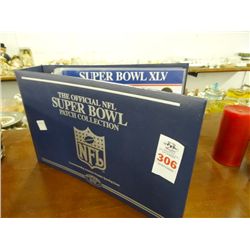 SUPER BOWL XLV
THE OFFICIAL NFL
SUPER BOWL
PATCH COLLECTION
NFL
306